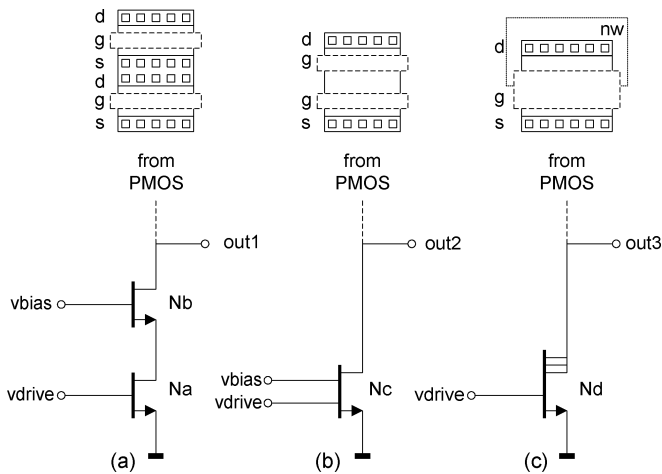 d
g
s
d
g
s
d
g
g
s
nw
d
g
s
from
PMOS
from
PMOS
from
PMOS
out1
out2
out3
vbias
Nb
vbias
vdrive
Na
vdrive
Nc
vdrive
Nd
(a)
(b)
(c)